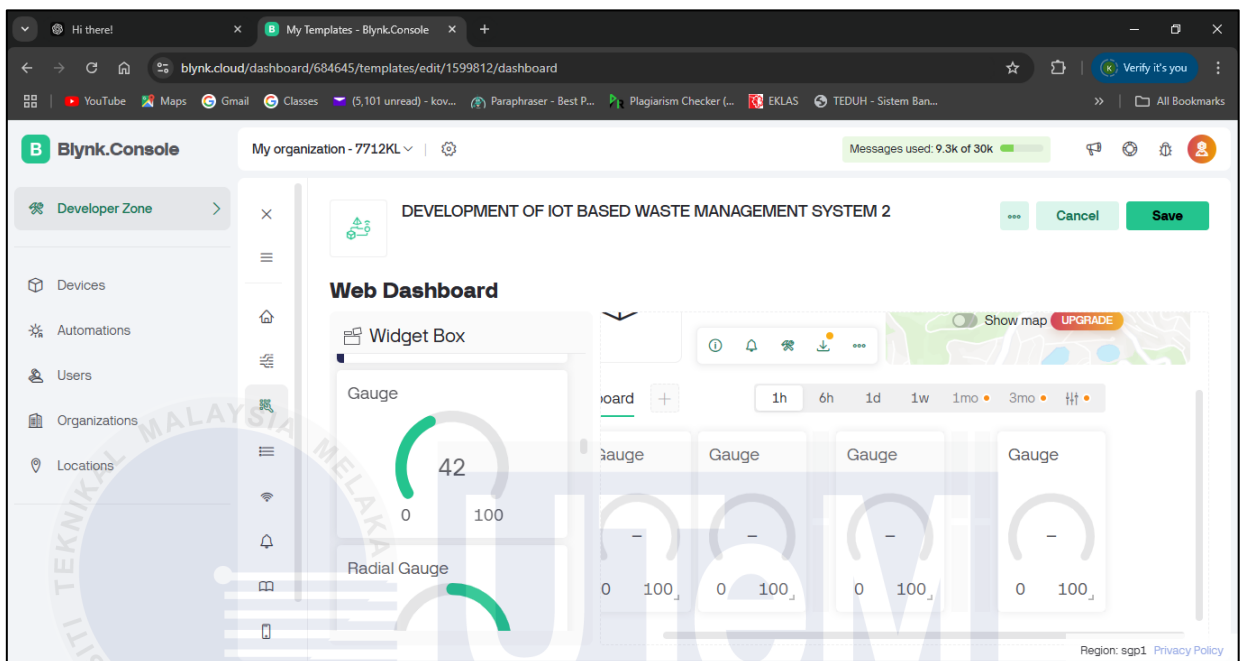 Hi there!
My Templates - Blynk.Console
blynk.cloud/dashboard/684645/templates/edit/1599812/dashboard
Verify it's you
YouTube
Maps
Gmail
Classes
(5,101 unread) - kov...
Paraphraser - Best P...
Plagiarism Checker (...
EKLAS
TEDUH - Sistem Ban...
All Bookmarks
B Blynk.Console
My organization - 7712KL
Messages used: 9.3k of 30k
Developer Zone
DEVELOPMENT OF IOT BASED WASTE MANAGEMENT SYSTEM 2
Cancel
Save
Devices
Automations
Users
Organizations
Locations
Web Dashboard
Widget Box
Show map UPGRADE
Gauge
42
0 100
Radial Gauge
board
1h 6h 1d 1w 1mo 3mo
Gauge Gauge Gauge Gauge
– – – –
0 100 0 100 0 100 0 100
Region: sgp1 Privacy Policy
SITI TEKNIKAL MALAYSIA MELAKA
UTeM